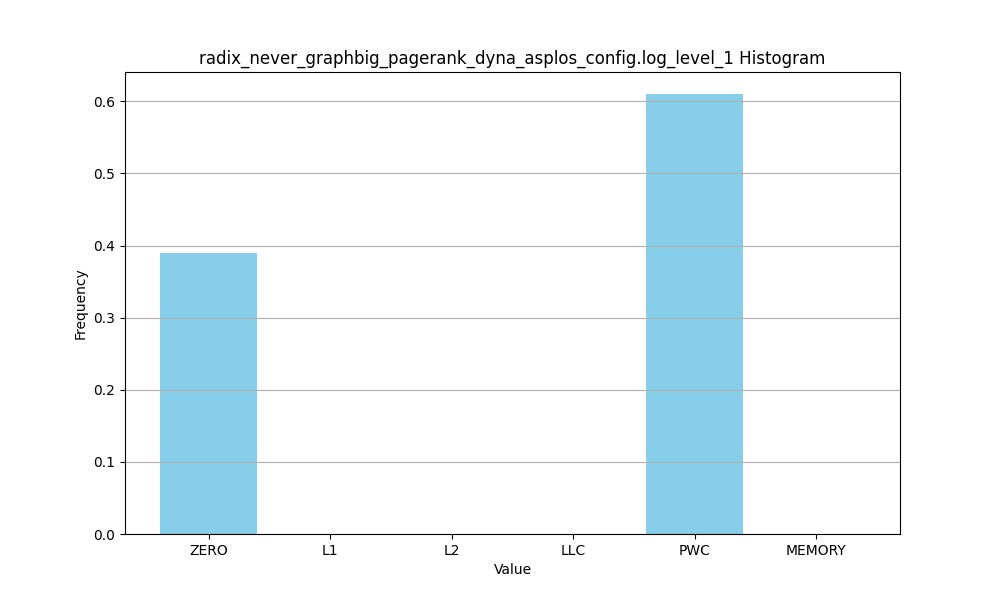 radix_never_graphbig_pagerank_dyna_asplos_config.log_level_1 Histogram
Frequency
0.6
0.5
0.4
0.3
0.2
0.1
0.0
ZERO L1 L2 LLC PWC MEMORY
Value